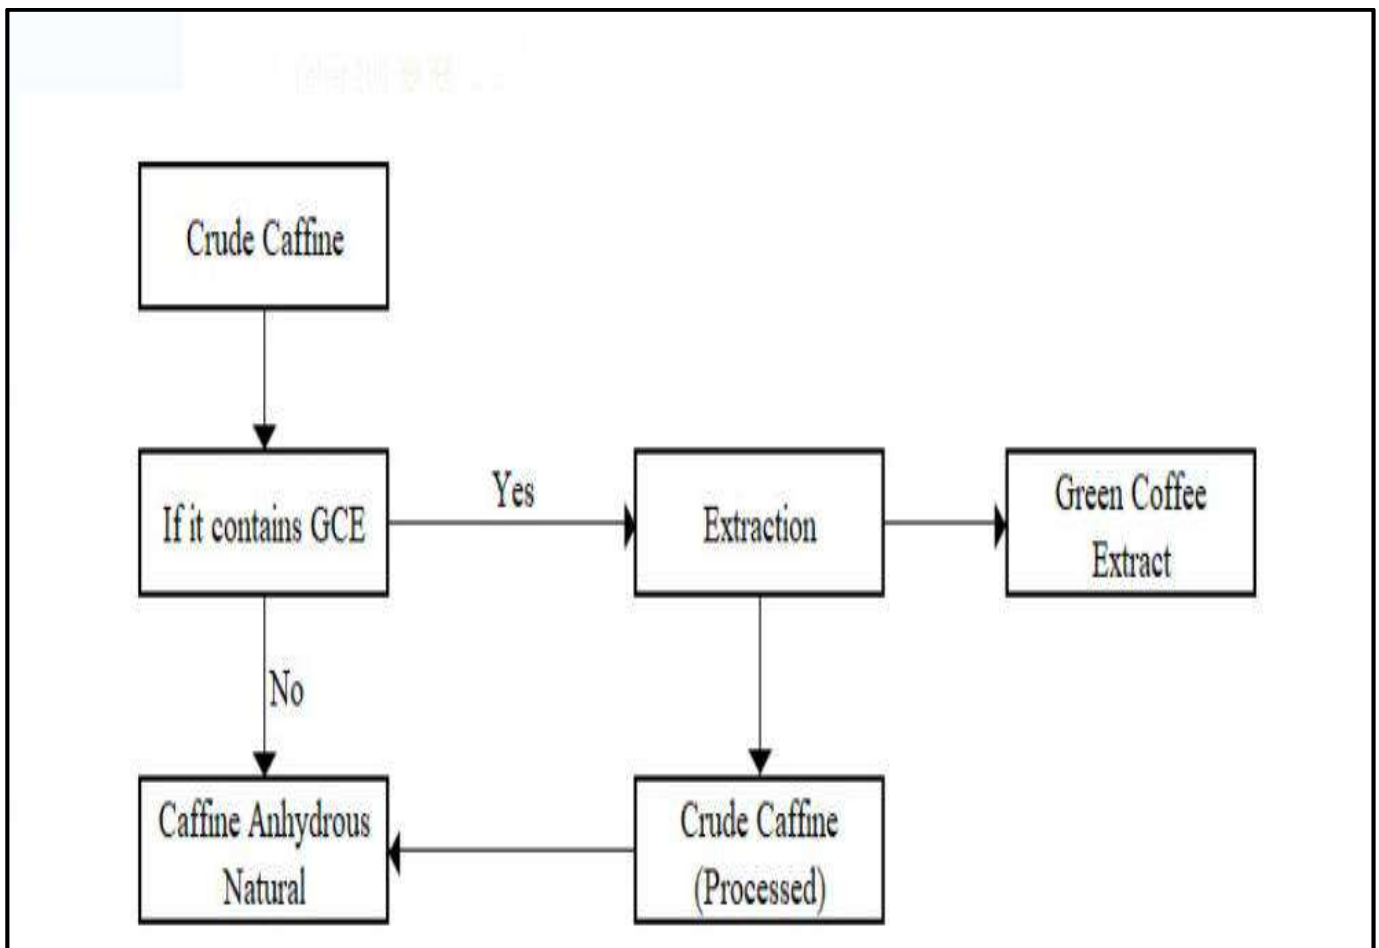 Crude Caffine
If it contains GCE
Yes
Extraction
Green Coffee
Extract
No
Caffine Anhydrous
Natural
Crude Caffine
(Processed)